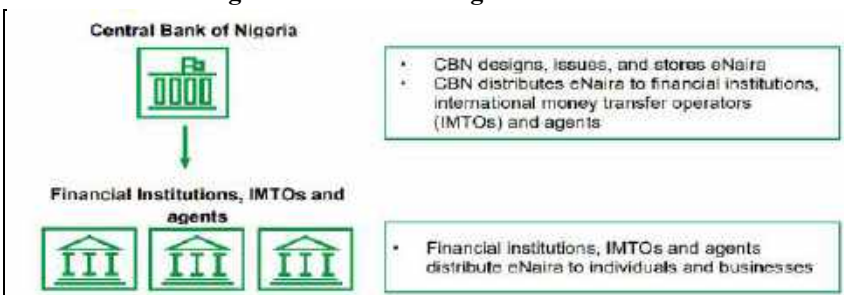 Central Bank of Nigeria
• CBN designs, issues, and stores eNaira
• CBN distributes eNaira to financial institutions,
international money transfer operators
(IMTOs) and agents
Financial Institutions, IMTOs and
agents
• Financial institutions, IMTOs and agents
distribute eNaira to individuals and businesses